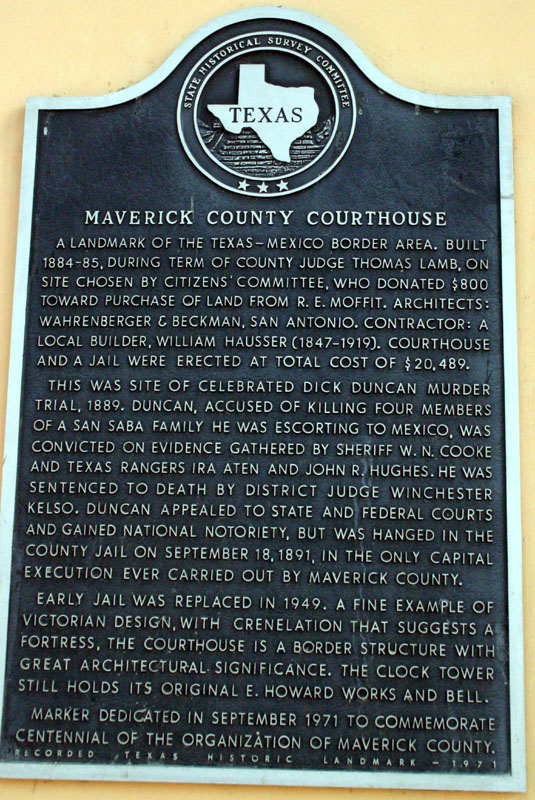 STATE HISTORICAL SURVEY COMMITTEE
TEXAS
MAVERICK COUNTY COURTHOUSE
A LANDMARK OF THE TEXAS-MEXICO BORDER AREA. BUILT
1884-85, DURING TERM OF COUNTY JUDGE THOMAS LAMB, ON
SITE CHOSEN BY CITIZENS' COMMITTEE, WHO DONATED $800
TOWARD PURCHASE OF LAND FROM R. E. MOFFIT. ARCHITECTS:
WAHRENBERGER & BECKMAN, SAN ANTONIO. CONTRACTOR: A
LOCAL BUILDER, WILLIAM HAUSSER (1847-1919). COURTHOUSE
AND A JAIL WERE ERECTED AT TOTAL COST OF $20,489.
THIS WAS SITE OF CELEBRATED DICK DUNCAN MURDER
TRIAL, 1889. DUNCAN, ACCUSED OF KILLING FOUR MEMBERS
OF A SAN SABA FAMILY HE WAS ESCORTING TO MEXICO, WAS
CONVICTED ON EVIDENCE GATHERED BY SHERIFF W. N. COOKE
AND TEXAS RANGERS IRA ATEN AND JOHN R. HUGHES. HE WAS
SENTENCED TO DEATH BY DISTRICT JUDGE WINCHESTER
KELSO. DUNCAN APPEALED TO STATE AND FEDERAL COURTS
AND GAINED NATIONAL NOTORIETY, BUT WAS HANGED IN THE
COUNTY JAIL ON SEPTEMBER 18, 1891, IN THE ONLY CAPITAL
EXECUTION EVER CARRIED OUT BY MAVERICK COUNTY.
EARLY JAIL WAS REPLACED IN 1949. A FINE EXAMPLE OF
VICTORIAN DESIGN, WITH CRENELATION THAT SUGGESTS A
FORTRESS, THE COURTHOUSE IS A BORDER STRUCTURE WITH
GREAT ARCHITECTURAL SIGNIFICANCE. THE CLOCK TOWER
STILL HOLDS ITS ORIGINAL E. HOWARD WORKS AND BELL.
MARKER DEDICATED IN SEPTEMBER 1971 TO COMMEMORATE
CENTENNIAL OF THE ORGANIZATION OF MAVERICK COUNTY.
RECORDED TEXAS HISTORIC LANDMARK - 1971